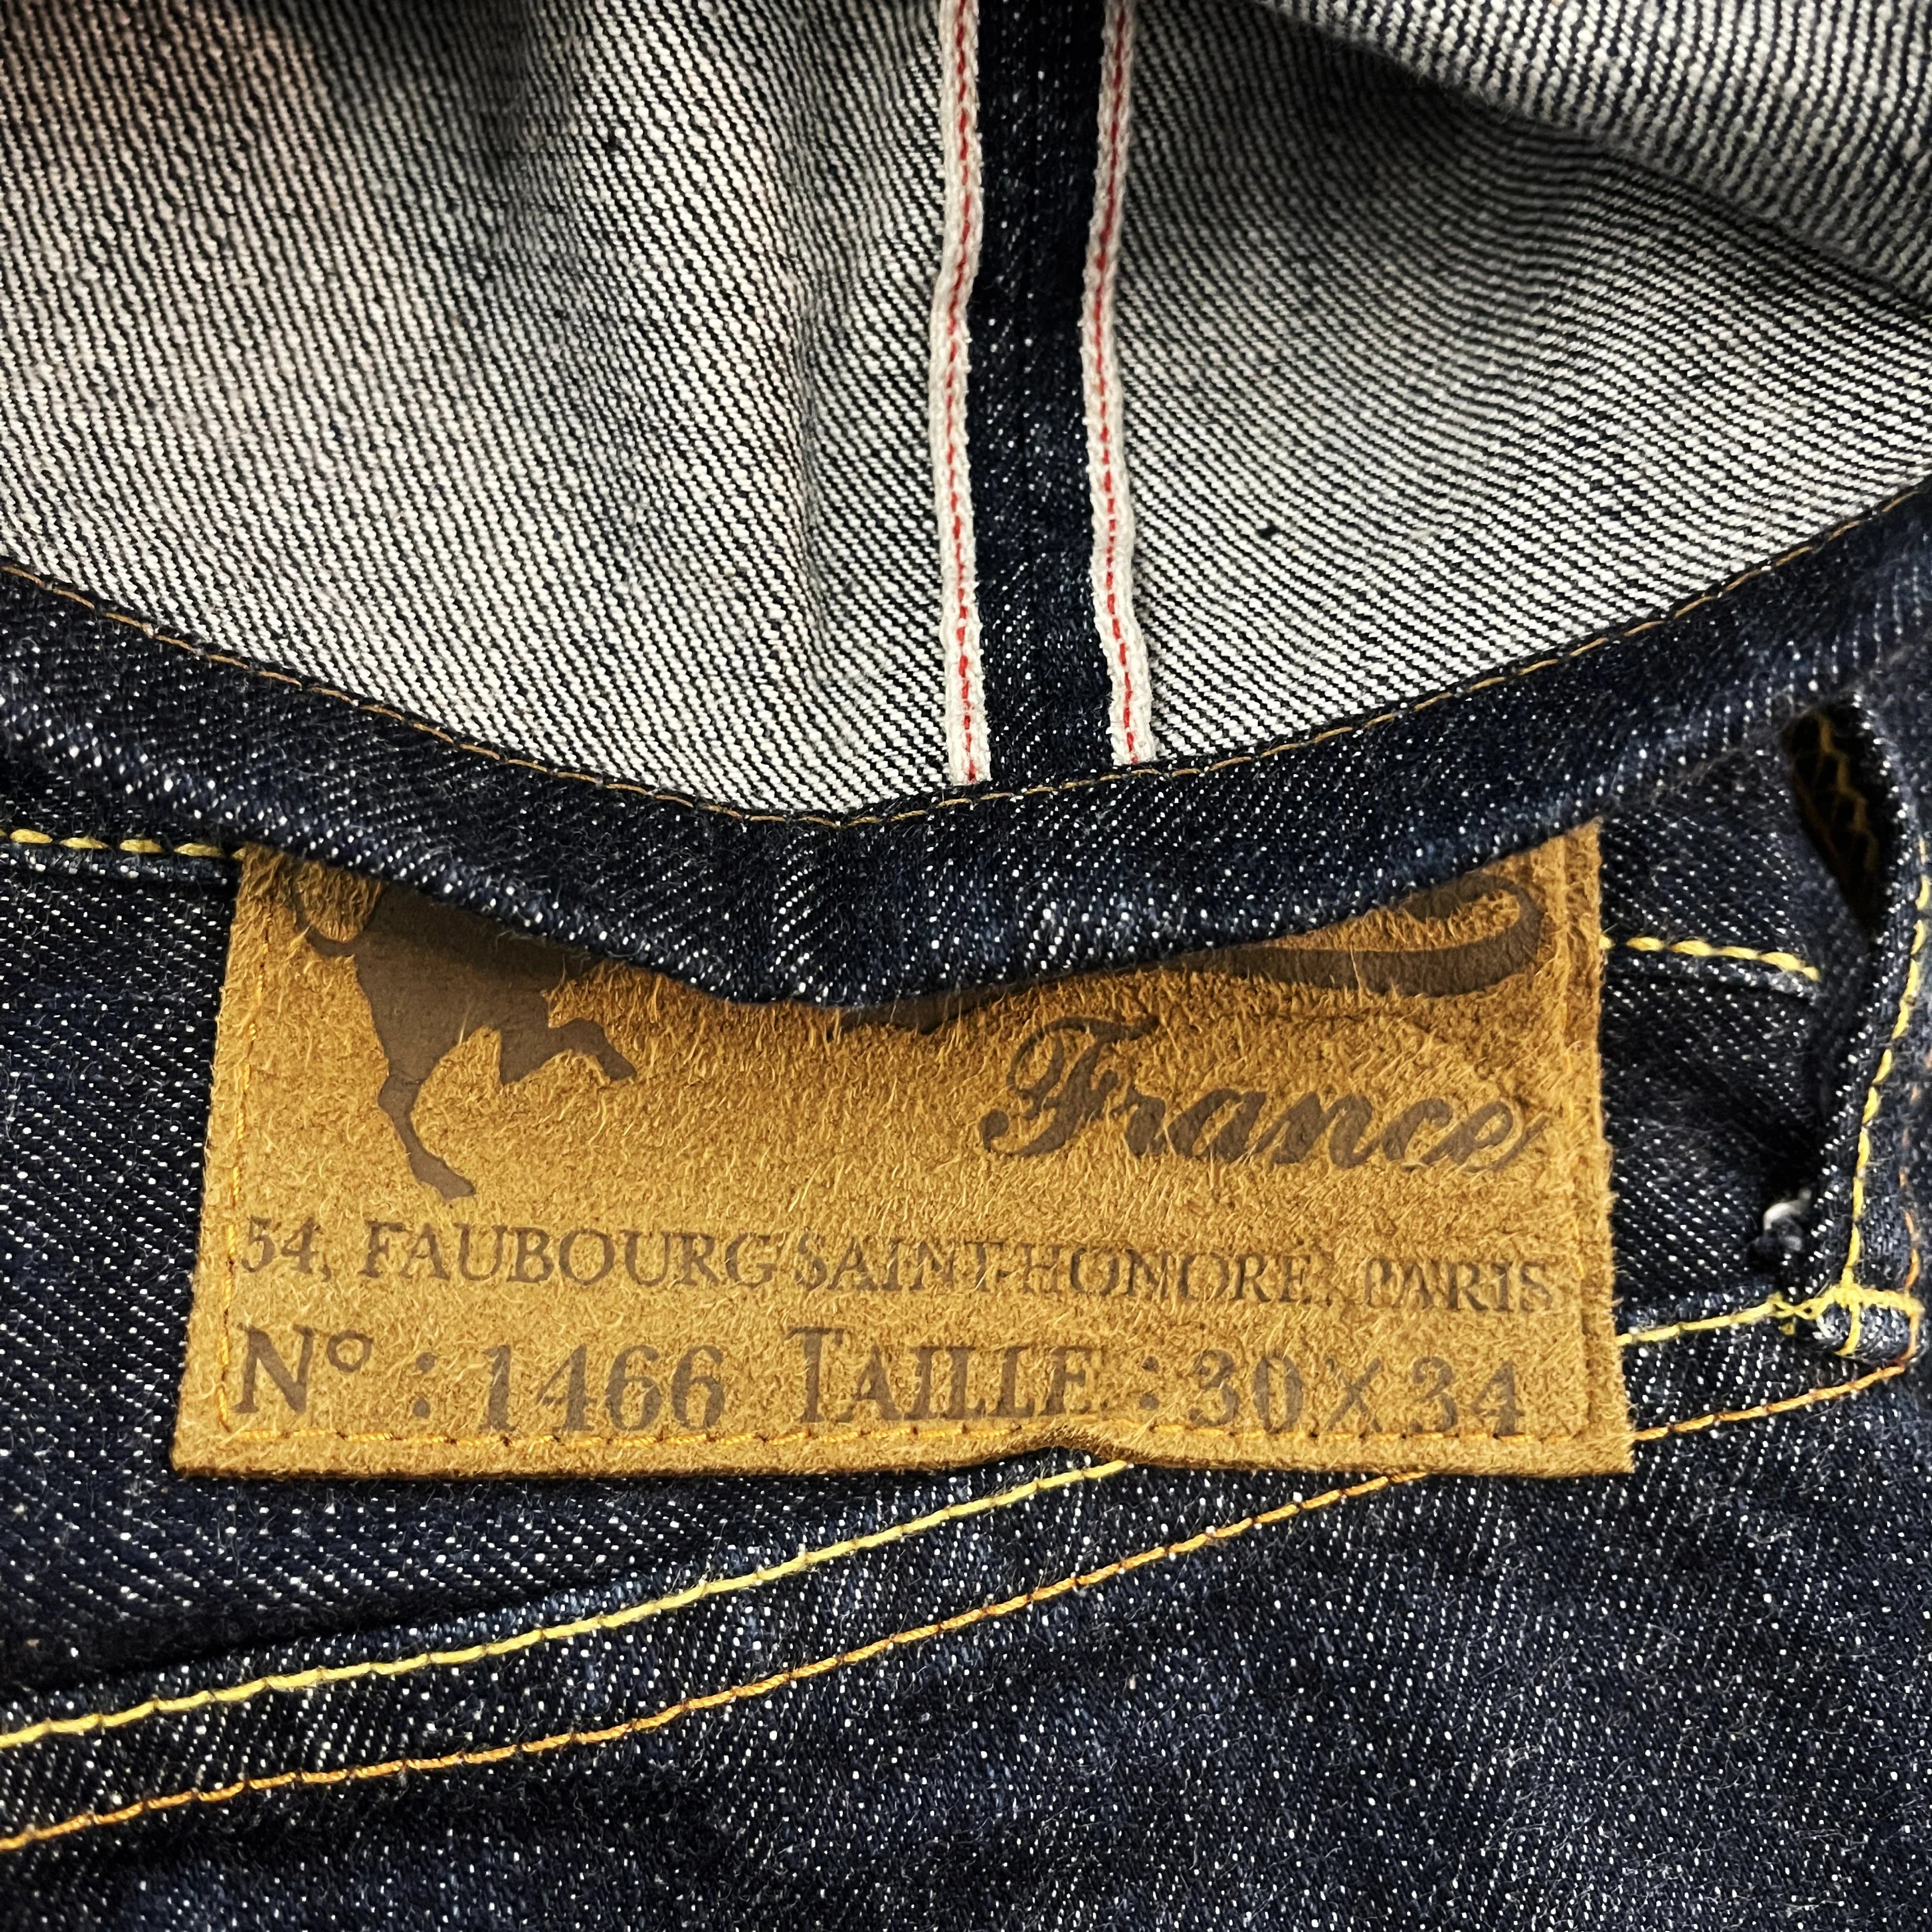 France
54, FAUBOURG SAINT-HONORE, PARIS
N° : 1466 TAILLE : 30 X 34